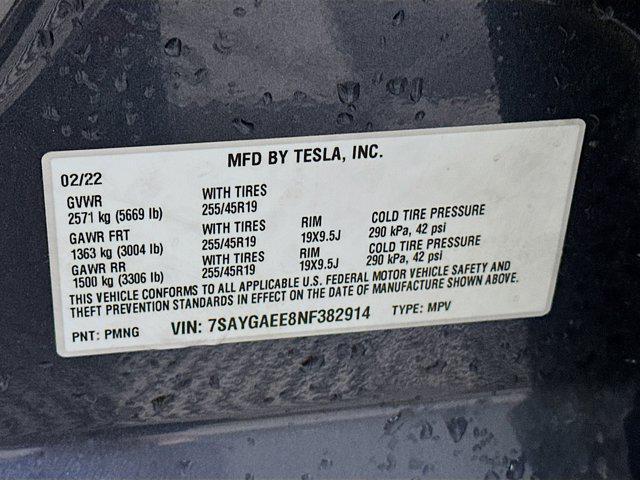 MFD BY TESLA, INC.
02/22
GVWR WITH TIRES
2571 kg (5669 lb) 255/45R19
GAWR FRT WITH TIRES RIM COLD TIRE PRESSURE
1363 kg (3004 lb) 255/45R19 19X9.5J 290 kPa, 42 psi
GAWR RR WITH TIRES RIM COLD TIRE PRESSURE
1500 kg (3306 lb) 255/45R19 19X9.5J 290 kPa, 42 psi
THIS VEHICLE CONFORMS TO ALL APPLICABLE U.S. FEDERAL MOTOR VEHICLE SAFETY AND
THEFT PREVENTION STANDARDS IN EFFECT ON THE DATE OF MANUFACTURE SHOWN ABOVE.
PNT: PMNG VIN: 7SAYGAEE8NF382914 TYPE: MPV